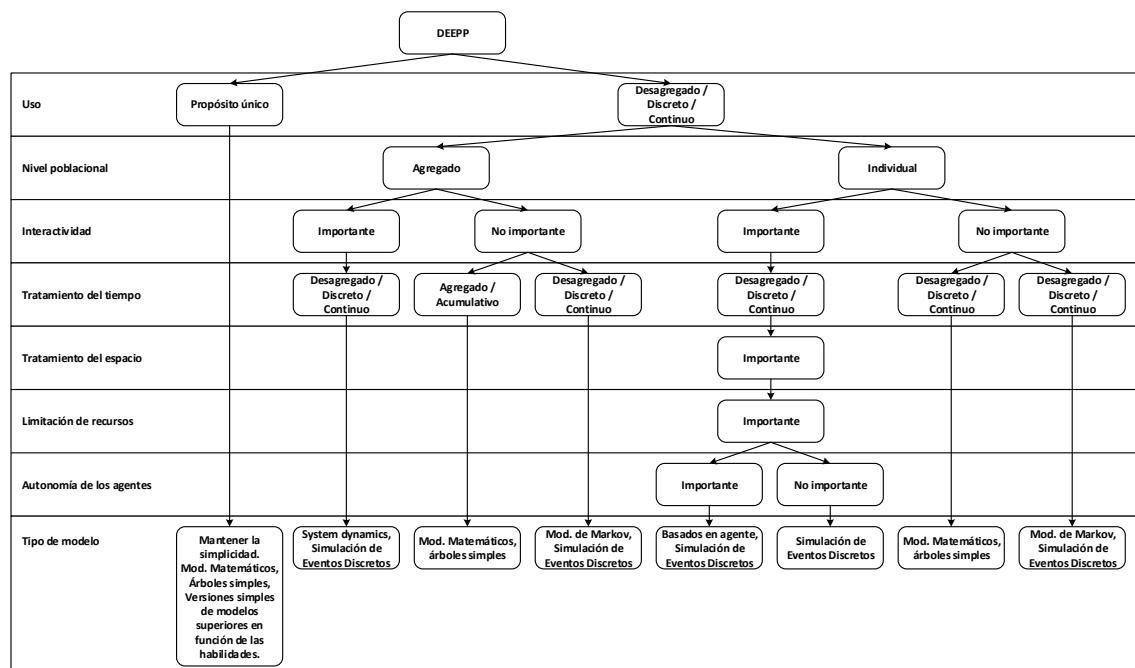 DEEPP
Uso
Propósito único
Desagregado /
Discreto /
Continuo
Nivel poblacional
Agregado
Individual
Interactividad
Importante
No importante
Importante
No importante
Tratamiento del tiempo
Desagregado /
Discreto /
Continuo
Agregado /
Acumulativo
Desagregado /
Discreto /
Continuo
Desagregado /
Discreto /
Continuo
Desagregado /
Discreto /
Continuo
Desagregado /
Discreto /
Continuo
Tratamiento del espacio
Importante
Limitación de recursos
Importante
Autonomía de los agentes
Importante
No importante
Tipo de modelo
Mantener la
simplicidad.
Mod. Matemáticos,
Árboles simples,
Versiones simples
de modelos
superiores en
función de las
habilidades.
System dynamics,
Simulación de
Eventos Discretos
Mod. Matemáticos,
árboles simples
Mod. de Markov,
Simulación de
Eventos Discretos
Basados en agente,
Simulación de
Eventos Discretos
Simulación de
Eventos Discretos
Mod. Matemáticos,
árboles simples
Mod. de Markov,
Simulación de
Eventos Discretos